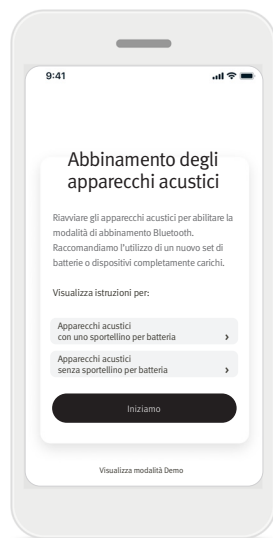 9:41
Abbinamento degli
apparecchi acustici
Riavviare gli apparecchi acustici per abilitare la
modalità di abbinamento Bluetooth.
Raccomandiamo l'utilizzo di un nuovo set di
batterie o dispositivi completamente carichi.
Visualizza istruzioni per:
Apparecchi acustici
con uno sportellino per batteria
Apparecchi acustici
senza sportellino per batteria
Iniziamo
Visualizza modalità Demo